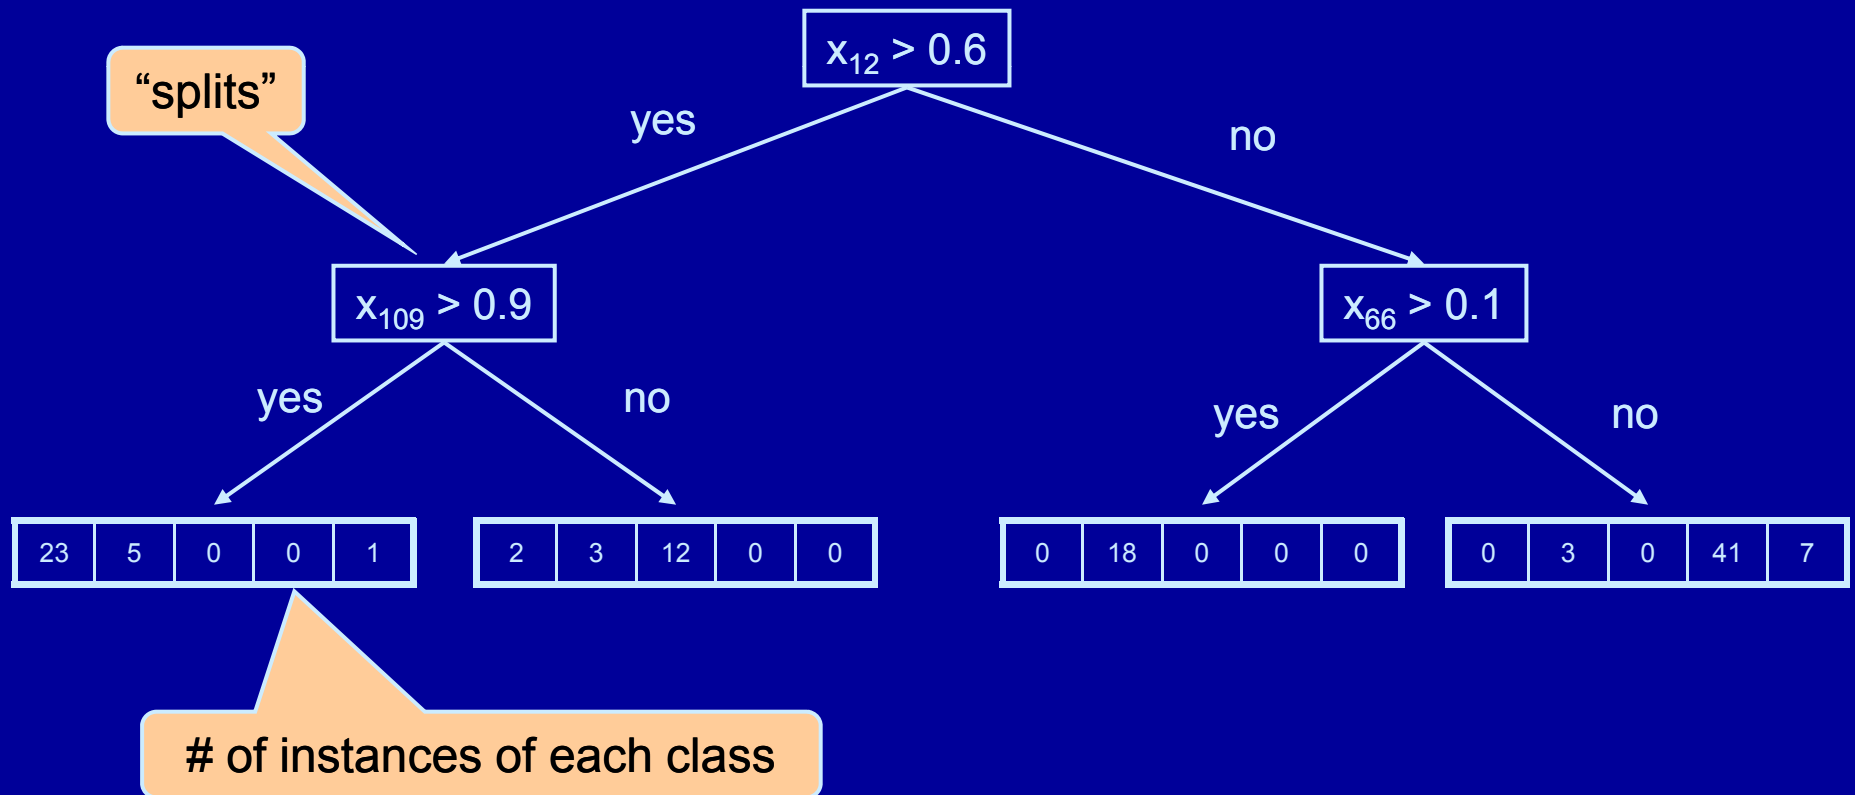 x₁₂ > 0.6
“splits”
yes
no
x₁₀₉ > 0.9
x₆₆ > 0.1
yes
no
yes
no
23 5 0 0 1
2 3 12 0 0
0 18 0 0 0
0 3 0 41 7
# of instances of each class